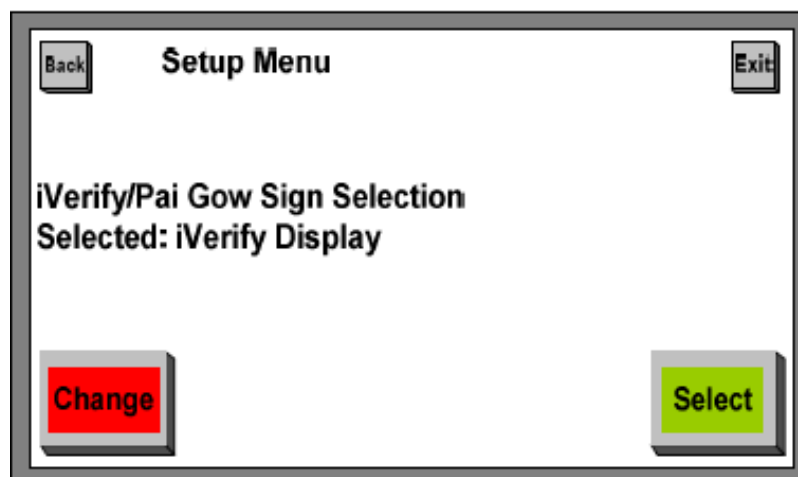 Back
Setup Menu
Exit
iVerify/Pai Gow Sign Selection
Selected: iVerify Display
Change
Select